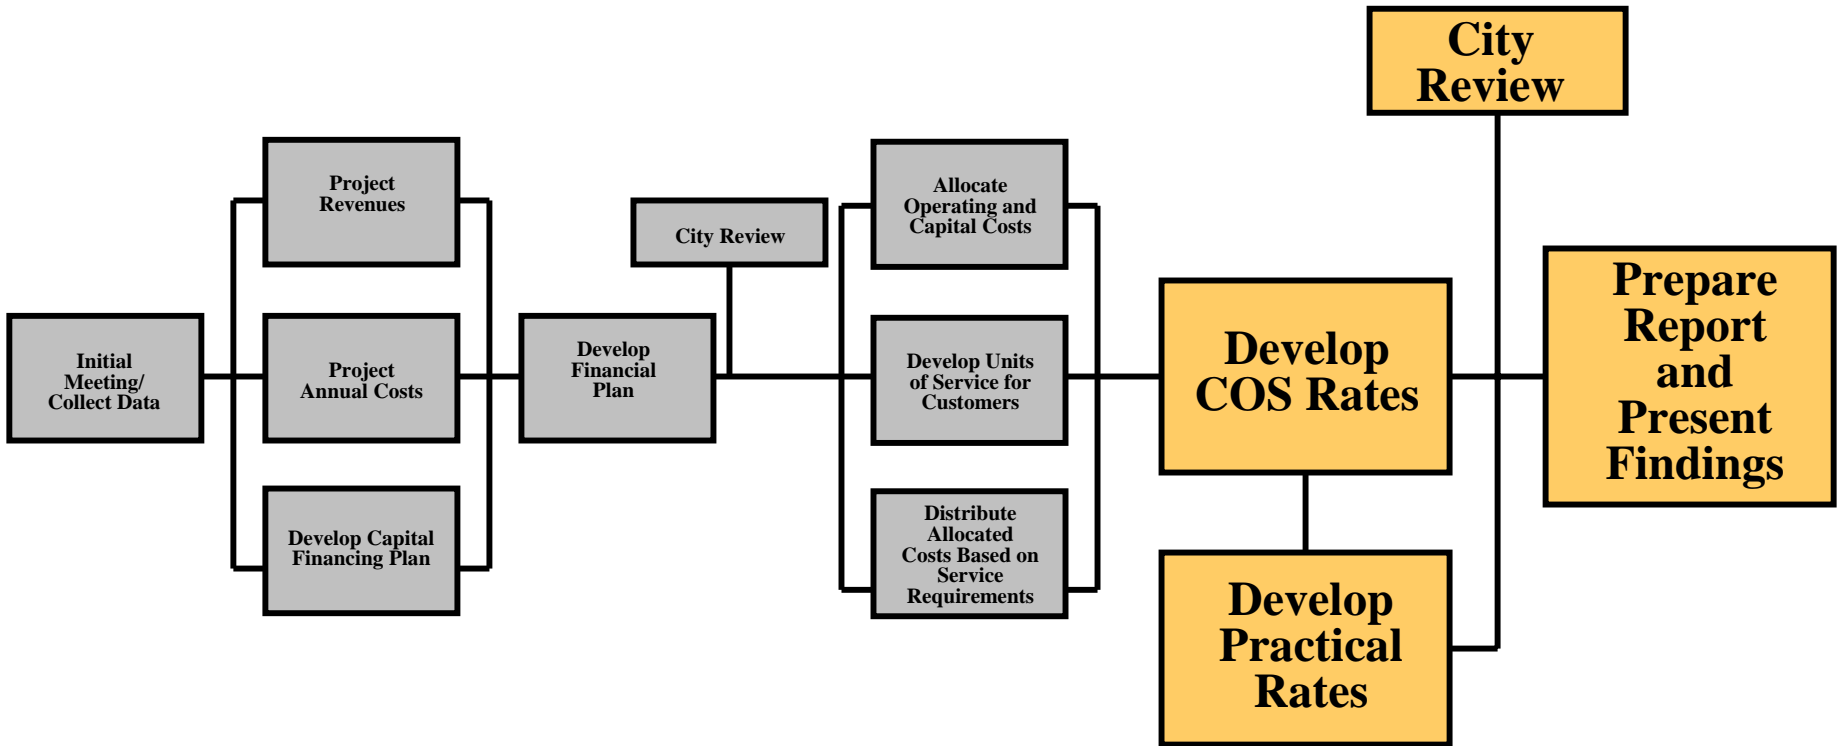 Initial
Meeting/
Collect Data
Project
Revenues
Project
Annual Costs
Develop Capital
Financing Plan
Develop
Financial
Plan
City Review
Allocate
Operating and
Capital Costs
Develop Units
of Service for
Customers
Distribute
Allocated
Costs Based on
Service
Requirements
Develop
COS Rates
Develop
Practical
Rates
City
Review
Prepare
Report
and
Present
Findings